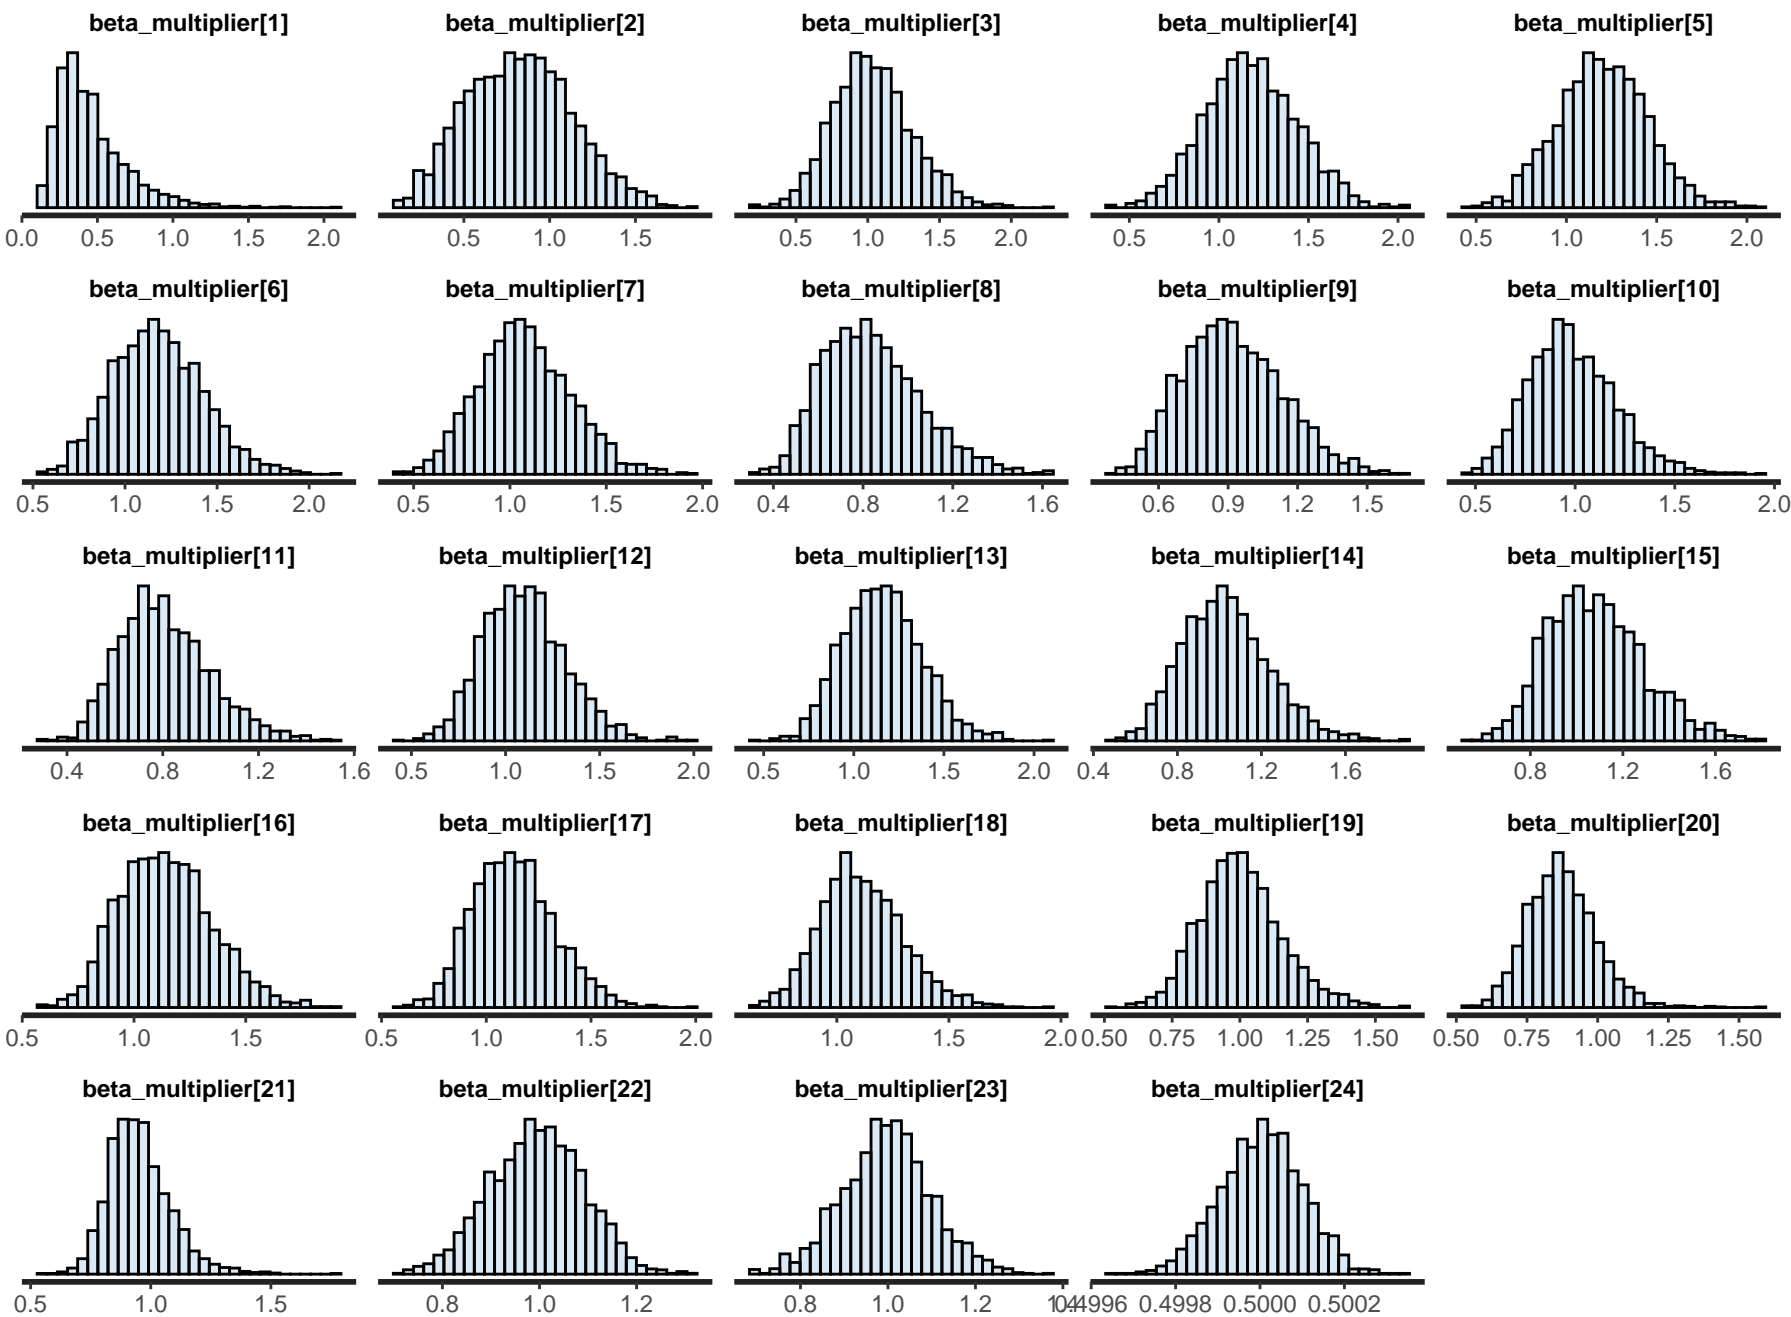 beta_multiplier[1] beta_multiplier[2] beta_multiplier[3] beta_multiplier[4] beta_multiplier[5]
0.0 0.5 1.0 1.5 2.0 0.5 1.0 1.5 0.5 1.0 1.5 2.0 0.5 1.0 1.5 2.0 0.5 1.0 1.5 2.0
beta_multiplier[6] beta_multiplier[7] beta_multiplier[8] beta_multiplier[9] beta_multiplier[10]
0.5 1.0 1.5 2.0 0.5 1.0 1.5 2.0 0.4 0.8 1.2 1.6 0.6 0.9 1.2 1.5 0.5 1.0 1.5 2.0
beta_multiplier[11] beta_multiplier[12] beta_multiplier[13] beta_multiplier[14] beta_multiplier[15]
0.4 0.8 1.2 1.6 0.5 1.0 1.5 2.0 0.5 1.0 1.5 2.0 0.4 0.8 1.2 1.6 0.8 1.2 1.6
beta_multiplier[16] beta_multiplier[17] beta_multiplier[18] beta_multiplier[19] beta_multiplier[20]
0.5 1.0 1.5 0.5 1.0 1.5 2.0 1.0 1.5 2.0 0.50 0.75 1.00 1.25 1.50 0.50 0.75 1.00 1.25 1.50
beta_multiplier[21] beta_multiplier[22] beta_multiplier[23] beta_multiplier[24]
0.5 1.0 1.5 0.8 1.0 1.2 0.8 1.0 1.2 1.4 0.4996 0.4998 0.5000 0.5002